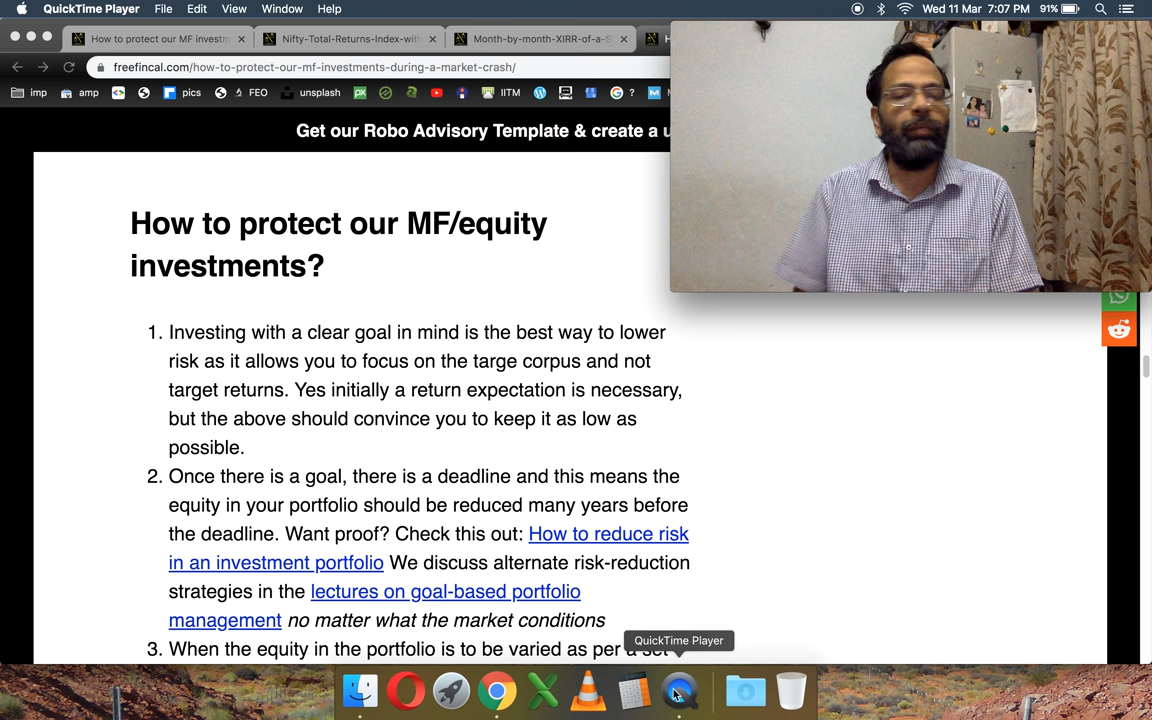 QuickTime Player File Edit View Window Help Wed 11 Mar 7:07 PM 91%
How to protect our MF investm Nifty-Total-Returns-Index-with Month-by-month-XIRR-of-a-S H
freefincal.com/how-to-protect-our-mf-investments-during-a-market-crash/
imp amp pics FEO unsplash IITM ?
Get our Robo Advisory Template & create a u
How to protect our MF/equity
investments?
1. Investing with a clear goal in mind is the best way to lower
risk as it allows you to focus on the targe corpus and not
target returns. Yes initially a return expectation is necessary,
but the above should convince you to keep it as low as
possible.
2. Once there is a goal, there is a deadline and this means the
equity in your portfolio should be reduced many years before
the deadline. Want proof? Check this out: How to reduce risk
in an investment portfolio We discuss alternate risk-reduction
strategies in the lectures on goal-based portfolio
management no matter what the market conditions
QuickTime Player
3. When the equity in the portfolio is to be varied as per a set